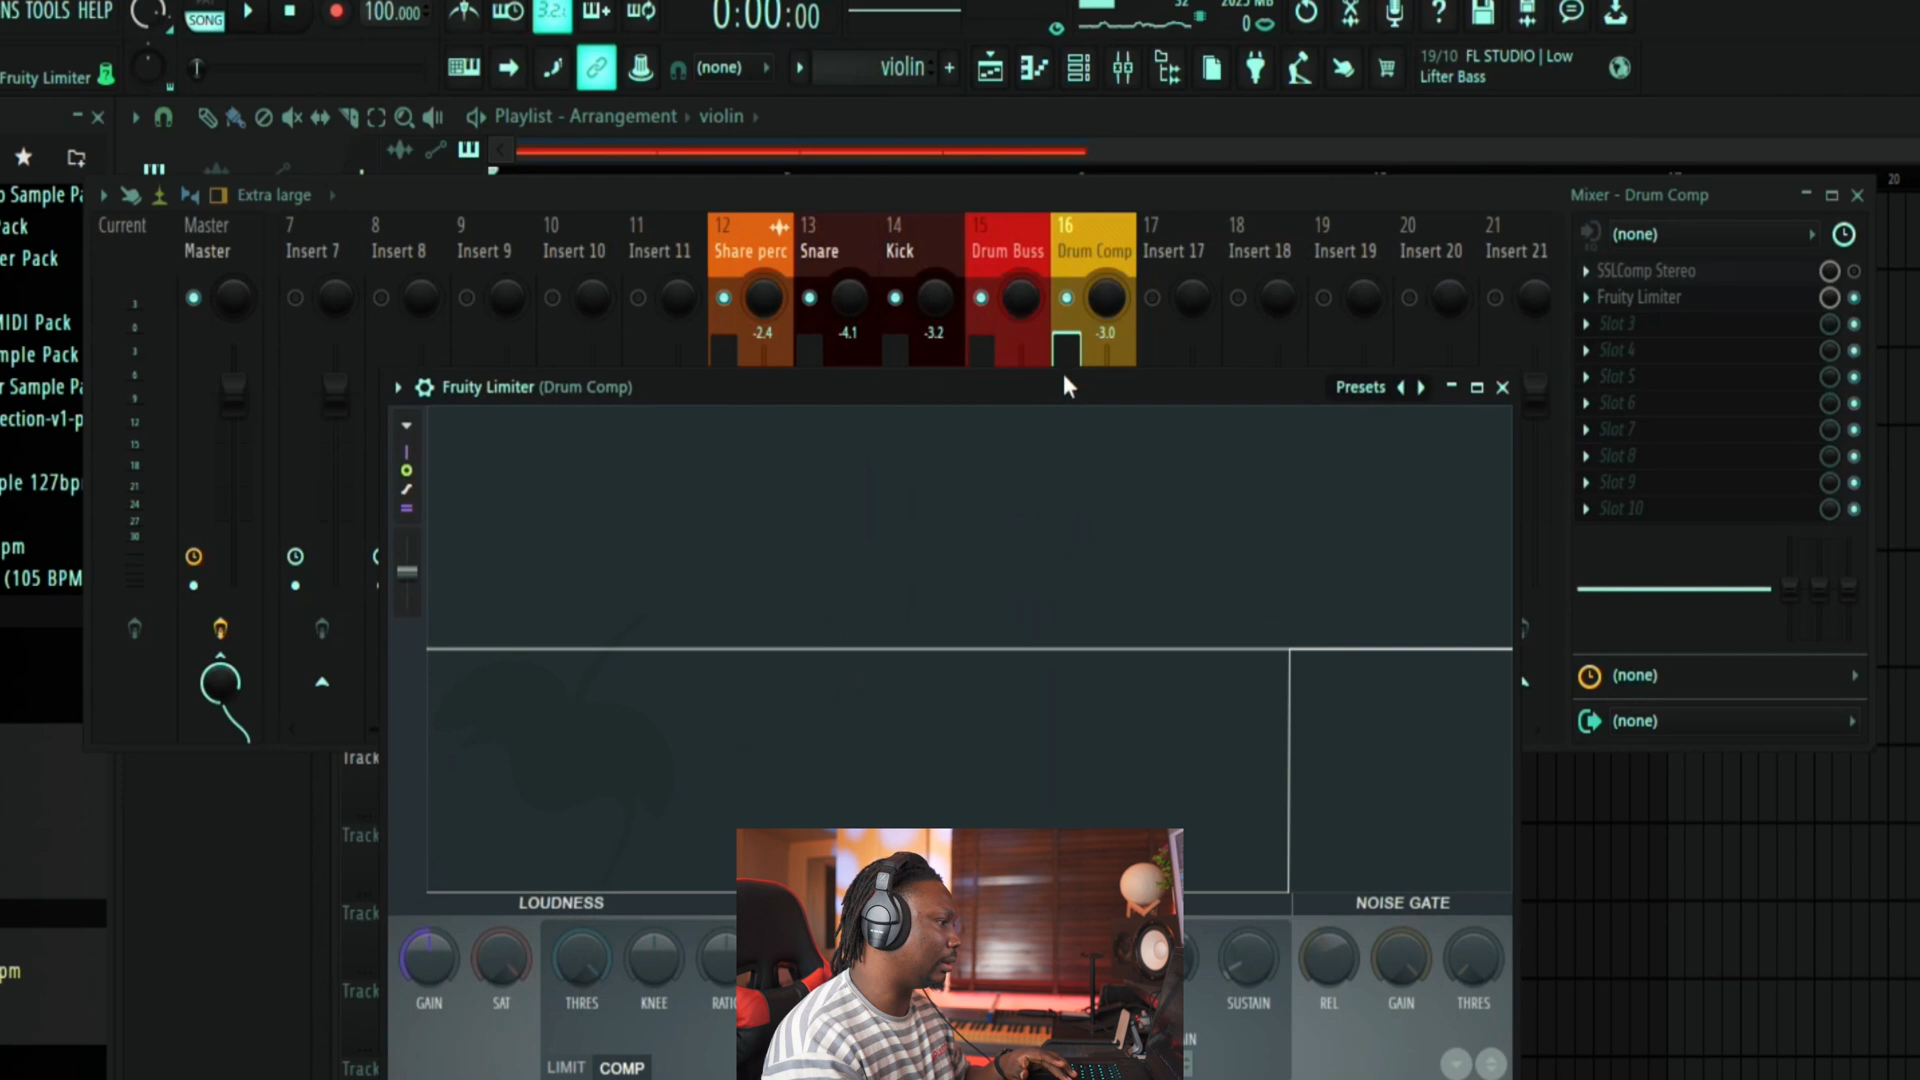 NS TOOLS HELP
SONG
100.000
3.2
0:00:00
32
0
Fruity Limiter
(none)
violin
19/10 FL STUDIO | Low
Lifter Bass
Playlist - Arrangement violin
20
Extra large
Mixer - Drum Comp
Current
Master
Master
7
Insert 7
8
Insert 8
9
Insert 9
10
Insert 10
11
Insert 11
12
Share perc
-2.4
13
Snare
-4.1
14
Kick
-3.2
15
Drum Buss
16
Drum Comp
-3.0
17
Insert 17
18
Insert 18
19
Insert 19
20
Insert 20
21
Insert 21
3
0
3
6
9
12
15
18
21
24
27
30
(none)
SSLComp Stereo
Fruity Limiter
Slot 3
Slot 4
Slot 5
Slot 6
Slot 7
Slot 8
Slot 9
Slot 10
(none)
(none)
o Sample Pa
ack
er Pack
MIDI Pack
mple Pack
r Sample Pa
ection-v1-p
ple 127bp
pm
(105 BPM
pm
Fruity Limiter (Drum Comp)
Presets
Track
Track
Track
Track
Track
LOUDNESS
NOISE GATE
GAIN
SAT
THRES
KNEE
RATIO
SUSTAIN
REL
GAIN
THRES
LIMIT
COMP